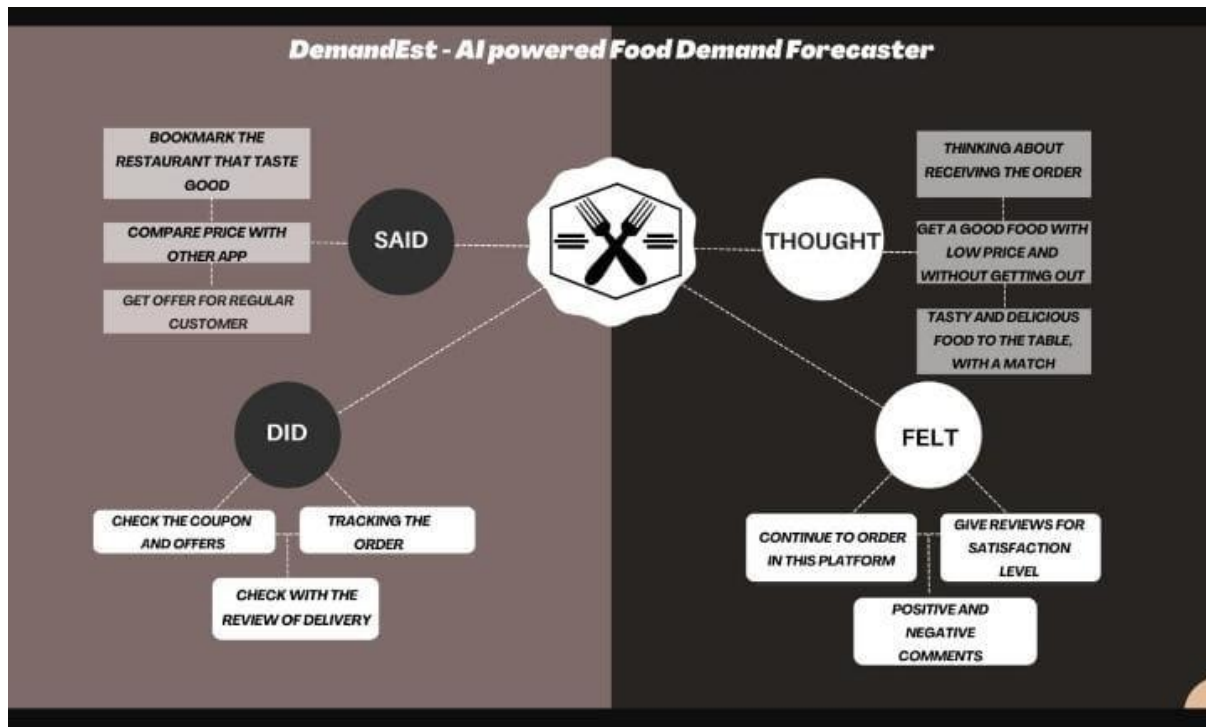 DemandEst - AI powered Food Demand Forecaster
BOOKMARK THE
RESTAURANT THAT TASTE
GOOD
COMPARE PRICE WITH
OTHER APP
GET OFFER FOR REGULAR
CUSTOMER
SAID
THOUGHT
THINKING ABOUT
RECEIVING THE ORDER
GET A GOOD FOOD WITH
LOW PRICE AND
WITHOUT GETTING OUT
TASTY AND DELICIOUS
FOOD TO THE TABLE,
WITH A MATCH
DID
CHECK THE COUPON
AND OFFERS
TRACKING THE
ORDER
CHECK WITH THE
REVIEW OF DELIVERY
FELT
CONTINUE TO ORDER
IN THIS PLATFORM
GIVE REVIEWS FOR
SATISFACTION
LEVEL
POSITIVE AND
NEGATIVE
COMMENTS